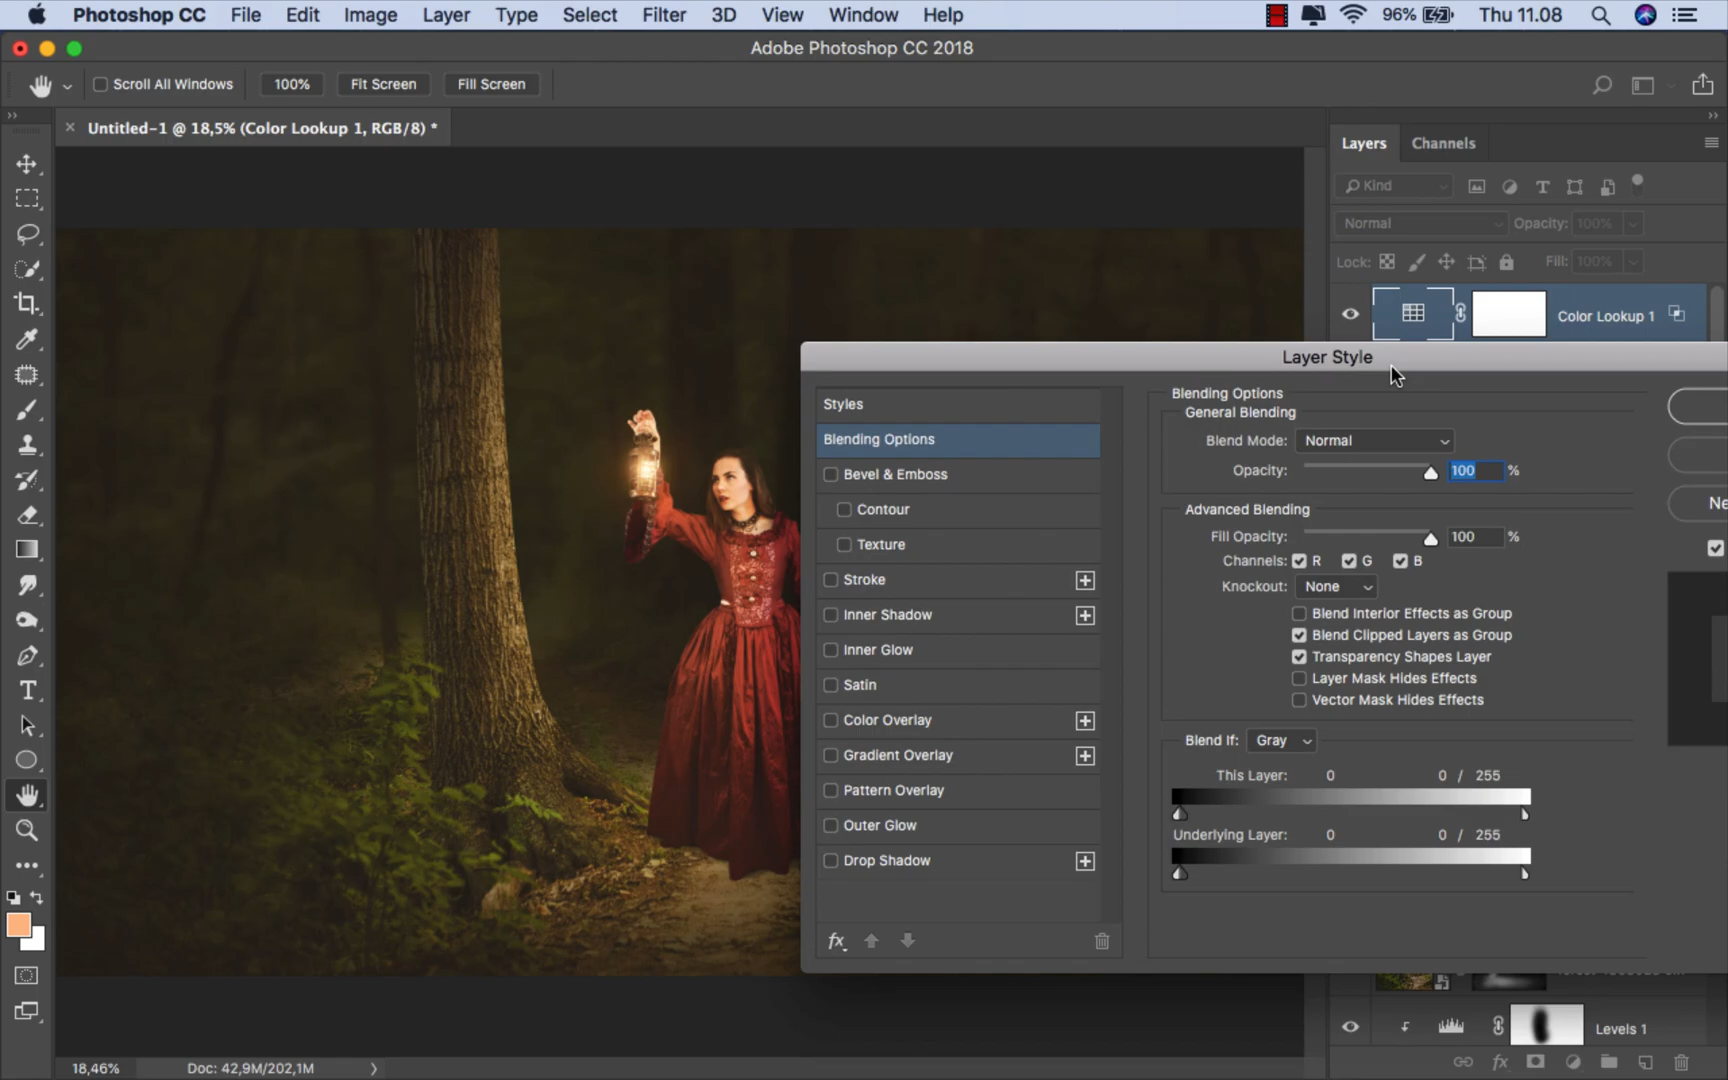 Photoshop CC File Edit Image Layer Type Select Filter 3D View Window Help 96% Thu 11.08
Adobe Photoshop CC 2018
Scroll All Windows 100% Fit Screen Fill Screen
Untitled-1 @ 18,5% (Color Lookup 1, RGB/8) *
Layers Channels
Kind
Normal Opacity: 100%
Lock: Fill: 100%
Color Lookup 1
Layer Style
Styles
Blending Options
Bevel & Emboss
Contour
Texture
Stroke
Inner Shadow
Inner Glow
Satin
Color Overlay
Gradient Overlay
Pattern Overlay
Outer Glow
Drop Shadow
fx
Blending Options
General Blending
Blend Mode: Normal
Opacity: 100 %
Advanced Blending
Fill Opacity: 100 %
Channels: R G B
Knockout: None
Blend Interior Effects as Group
Blend Clipped Layers as Group
Transparency Shapes Layer
Layer Mask Hides Effects
Vector Mask Hides Effects
Blend If: Gray
This Layer: 0 0 / 255
Underlying Layer: 0 0 / 255
Ne
Levels 1
fx
18,46% Doc: 42,9M/202,1M